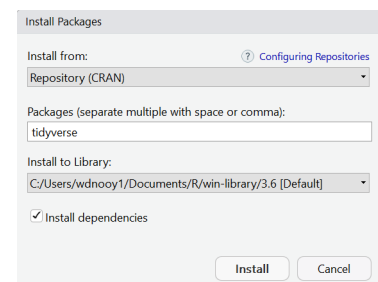 Install Packages
Install from:
? Configuring Repositories
Repository (CRAN)
Packages (separate multiple with space or comma):
tidyverse
Install to Library:
C:/Users/wdnooy1/Documents/R/win-library/3.6 [Default]
Install dependencies
Install
Cancel